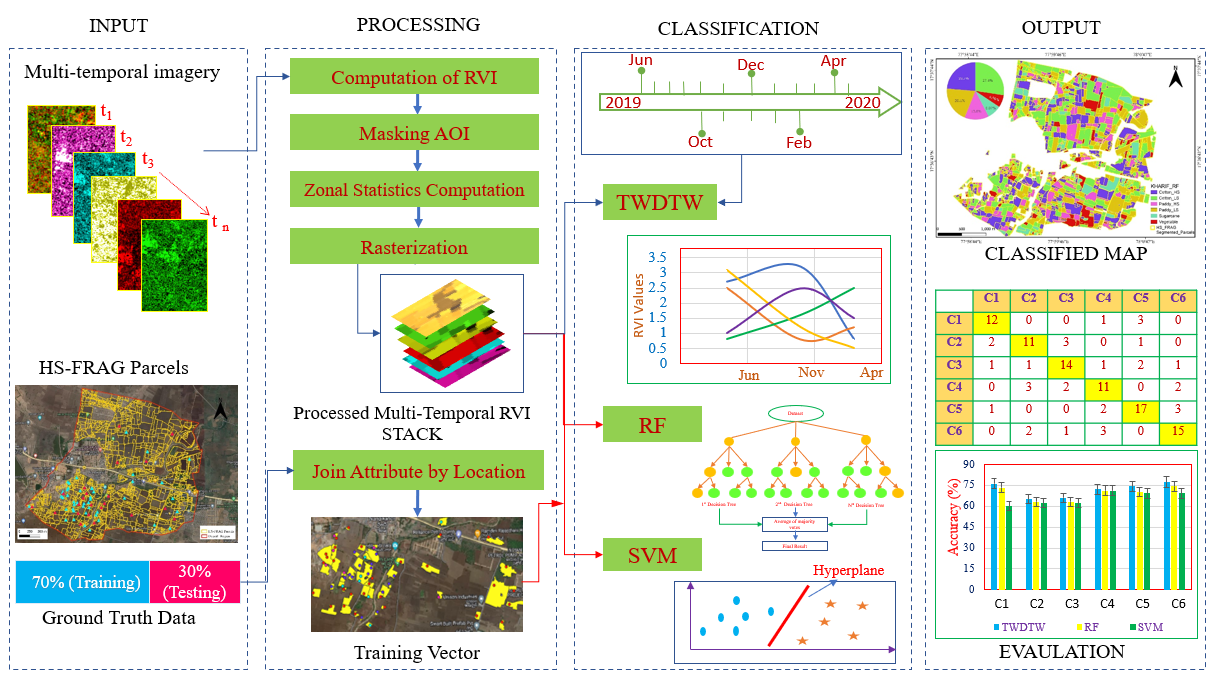 INPUT
Multi-temporal imagery
t1
t2
t3
t n
HS-FRAG Parcels
70% (Training)
30%
(Testing)
Ground Truth Data
PROCESSING
Computation of RVI
Masking AOI
Zonal Statistics Computation
Rasterization
Processed Multi-Temporal RVI
STACK
Join Attribute by Location
Training Vector
CLASSIFICATION
Jun
Dec
Apr
2019
2020
Oct
Feb
TWDTW
RVI Values
3.5
3
2.5
2
1.5
1
0.5
0
Jun
Nov
Apr
RF
Dataset
1st Decision Tree
2nd Decision Tree
Nth Decision Tree
Average of majority
votes
Final Result
SVM
Hyperplane
OUTPUT
N
KHARIF_RF
Cotton_HS
Cotton_LS
Paddy_HS
Paddy_LS
Sugarcane
Vegetable
HS_FRAG
Segmented_Parcels
CLASSIFIED MAP
C1 C2 C3 C4 C5 C6
C1 12 0 0 1 3 0
C2 2 11 3 0 1 0
C3 1 1 14 1 2 1
C4 0 3 2 11 0 2
C5 1 0 0 2 17 3
C6 0 2 1 3 0 15
Accuracy (%)
90
75
60
45
30
15
0
C1 C2 C3 C4 C5 C6
TWDTW RF SVM
EVAULATION